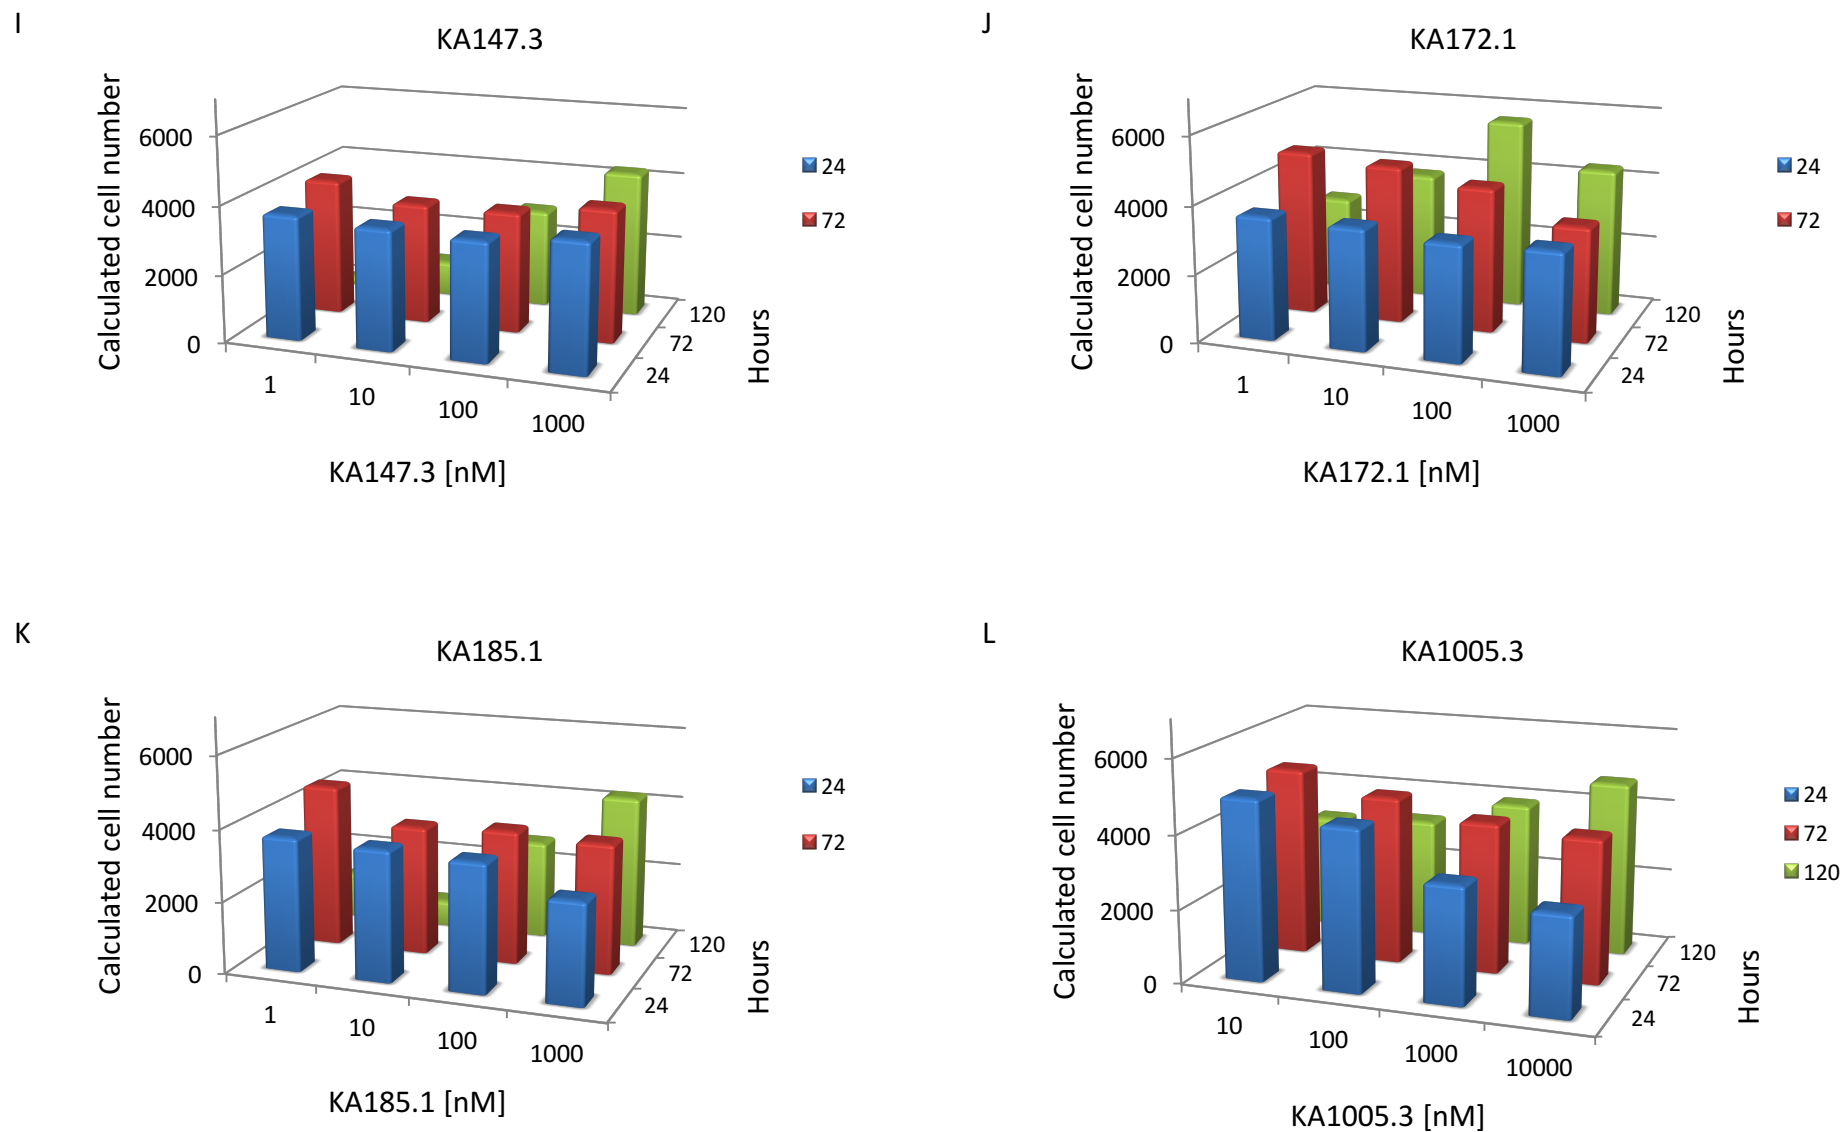 I
KA147.3
Calculated cell number
6000
4000
2000
0
1
10
100
1000
24
72
120
Hours
KA147.3 [nM]
24
72
J
KA172.1
Calculated cell number
6000
4000
2000
0
1
10
100
1000
24
72
120
Hours
KA172.1 [nM]
24
72
K
KA185.1
Calculated cell number
6000
4000
2000
0
1
10
100
1000
24
72
120
Hours
KA185.1 [nM]
24
72
L
KA1005.3
Calculated cell number
6000
4000
2000
0
10
100
1000
10000
24
72
120
Hours
KA1005.3 [nM]
24
72
120